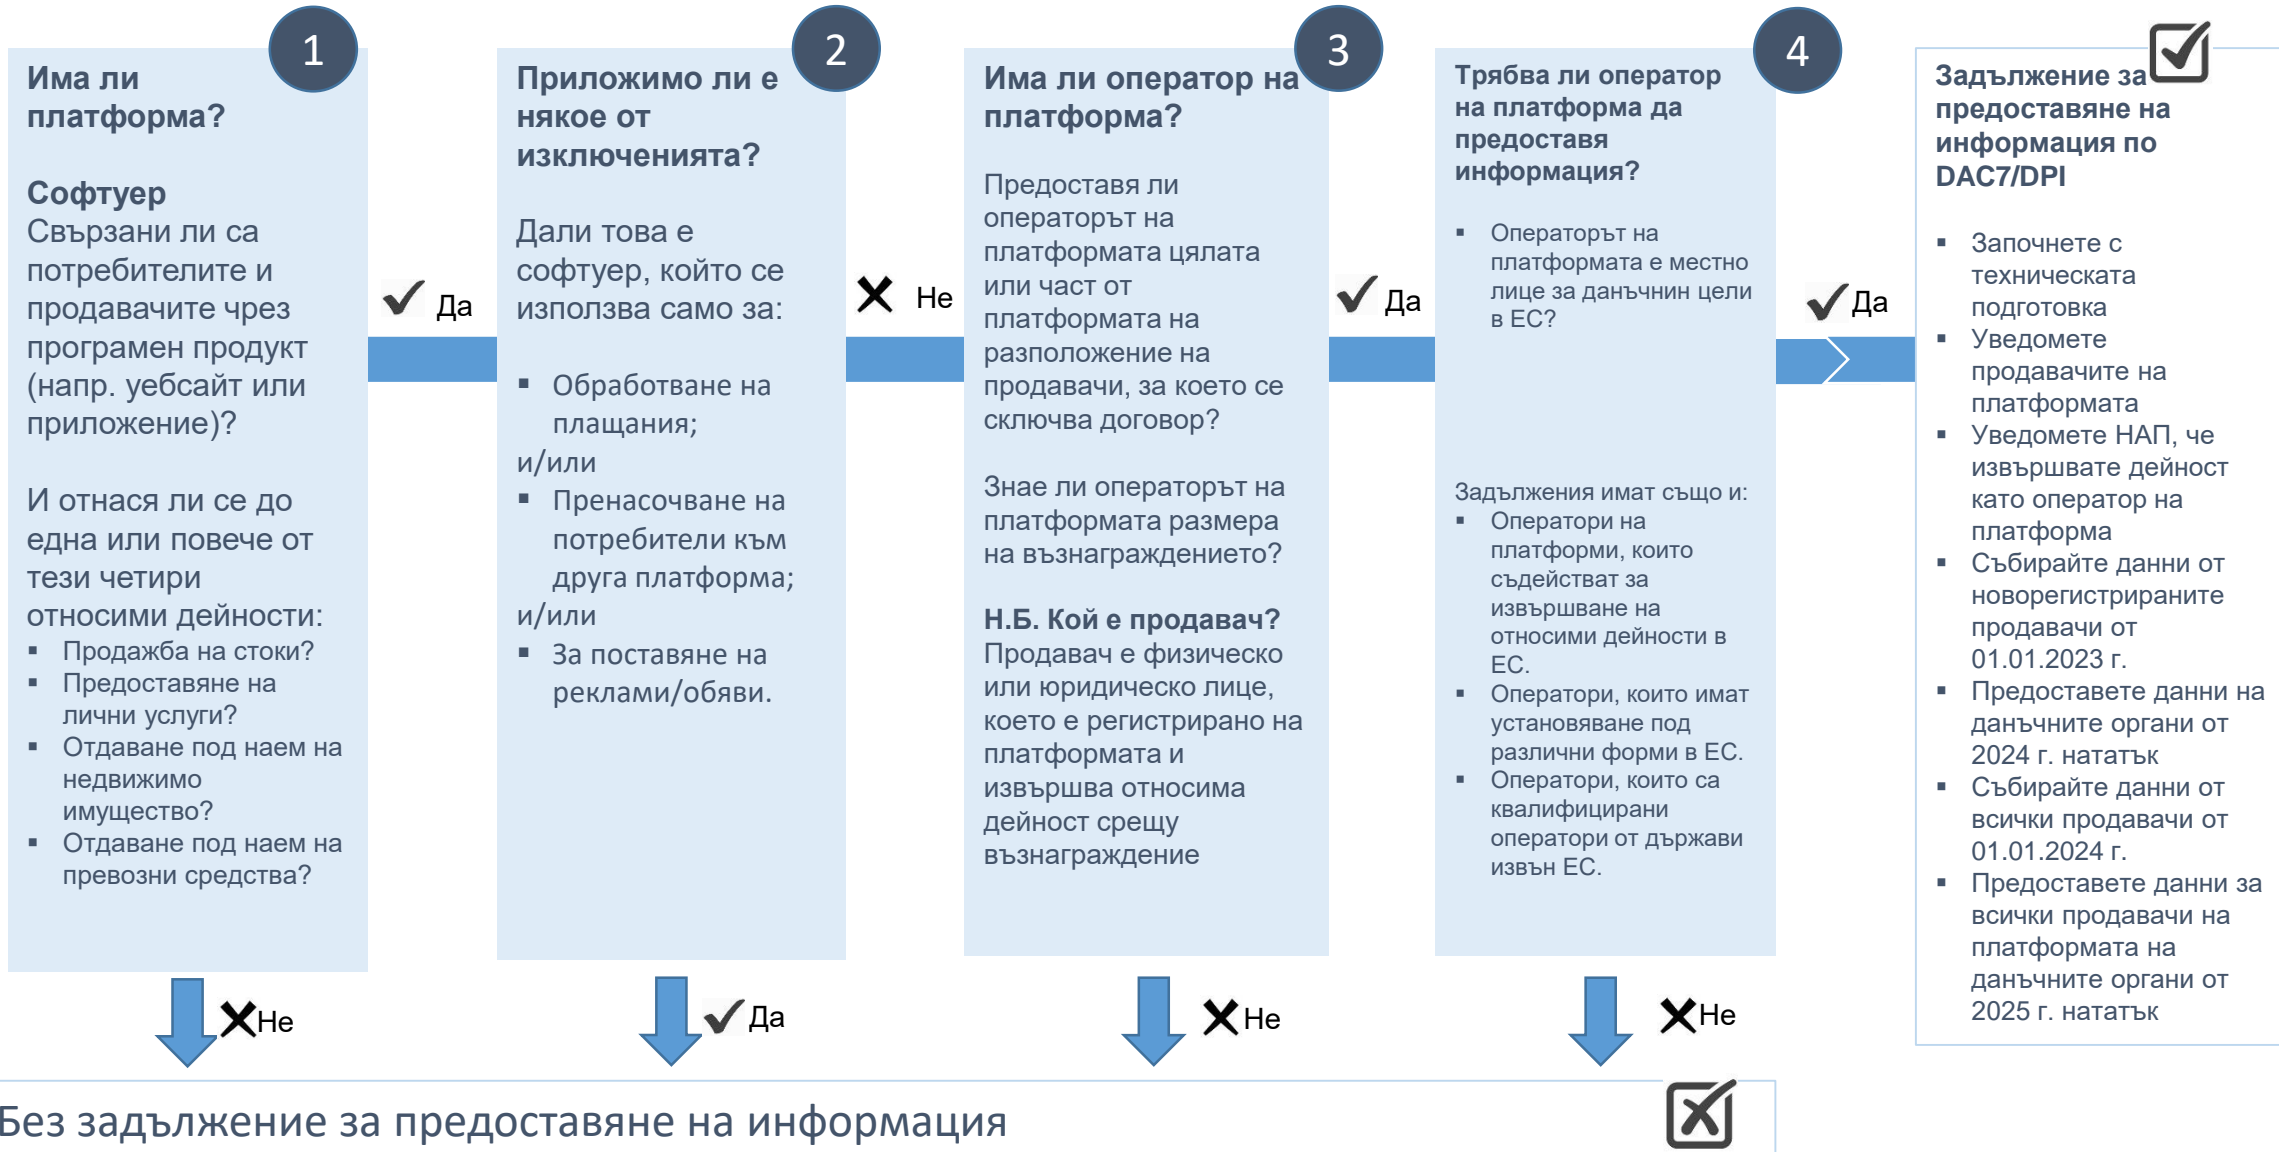 1
Има ли
платформа?
Софтуер
Свързани ли са
потребителите и
продавачите чрез
програмен продукт
(напр. уебсайт или
приложение)?
И отнася ли се до
една или повече от
тези четири
относими дейности:
▪ Продажба на стоки?
▪ Предоставяне на
лични услуги?
▪ Отдаване под наем на
недвижимо
имущество?
▪ Отдаване под наем на
превозни средства?
Да
Не
2
Приложимо ли е
някое от
изключенията?
Дали това е
софтуер, който се
използва само за:
▪ Обработване на
плащания;
и/или
▪ Пренасочване на
потребители към
друга платформа;
и/или
▪ За поставяне на
реклами/обяви.
Не
Да
3
Има ли оператор на
платформа?
Предоставя ли
операторът на
платформата цялата
или част от
платформата на
разположение на
продавачи, за което се
сключва договор?
Знае ли операторът на
платформата размера
на възнаграждението?
Н.Б. Кой е продавач?
Продавач е физическо
или юридическо лице,
което е регистрирано на
платформата и
извършва относима
дейност срещу
възнаграждение
Да
Не
4
Трябва ли оператор
на платформа да
предоставя
информация?
▪ Операторът на
платформата е местно
лице за данъчнин цели
в ЕС?
Задължения имат също и:
▪ Оператори на
платформи, които
съдействат за
извършване на
относими дейности в
ЕС.
▪ Оператори, които имат
установяване под
различни форми в ЕС.
▪ Оператори, които са
квалифицирани
оператори от държави
извън ЕС.
Да
Не
Задължение за
предоставяне на
информация по
DAC7/DPI
▪ Започнете с
техническата
подготовка
▪ Уведомете
продавачите на
платформата
▪ Уведомете НАП, че
извършвате дейност
като оператор на
платформа
▪ Събирайте данни от
новорегистрираните
продавачи от
01.01.2023 г.
▪ Предоставете данни на
данъчните органи от
2024 г. нататък
▪ Събирайте данни от
всички продавачи от
01.01.2024 г.
▪ Предоставете данни за
всички продавачи на
платформата на
данъчните органи от
2025 г. нататък
Без задължение за предоставяне на информация